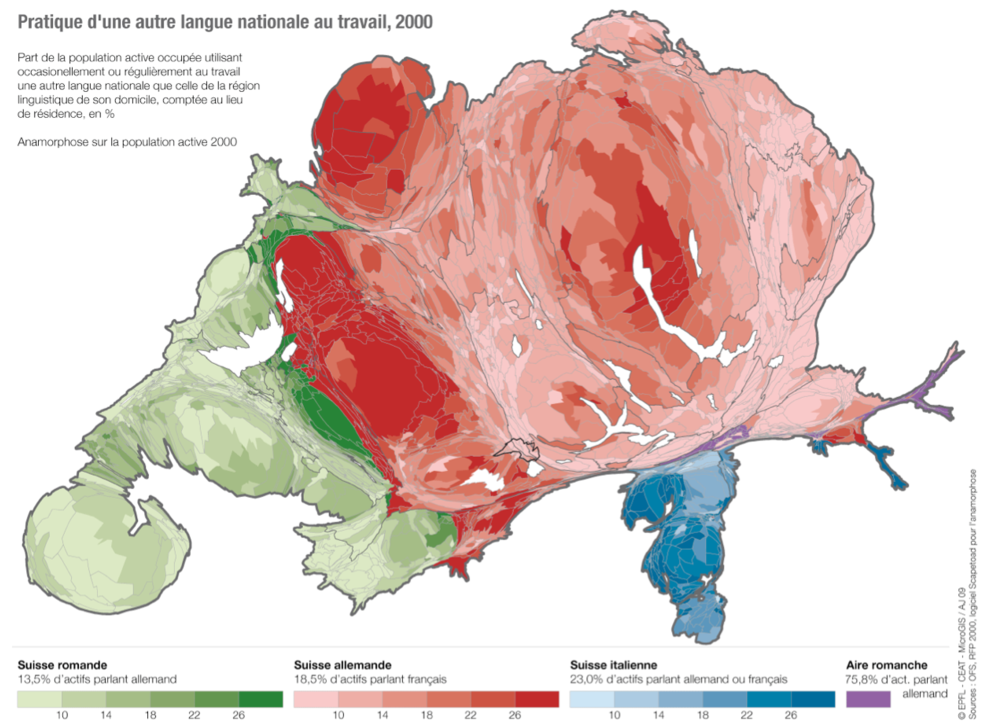 Pratique d'une autre langue nationale au travail, 2000
Part de la population active occupée utilisant
occasionellement ou régulièrement au travail
une autre langue nationale que celle de la région
linguistique de son domicile, comptée au lieu
de résidence, en %
Anamorphose sur la population active 2000
Suisse romande
13,5% d'actifs parlant allemand
10 14 18 22 26
Suisse allemande
18,5% d'actifs parlant français
10 14 18 22 26
Suisse italienne
23,0% d'actifs parlant allemand ou français
10 14 18 22 26
Aire romanche
75,8% d'act. parlant
allemand
© EPFL - CEAT - MicroGIS / AJ 09
Sources : OFS, RFP 2000, logiciel Scapetoad pour l'anamorphose